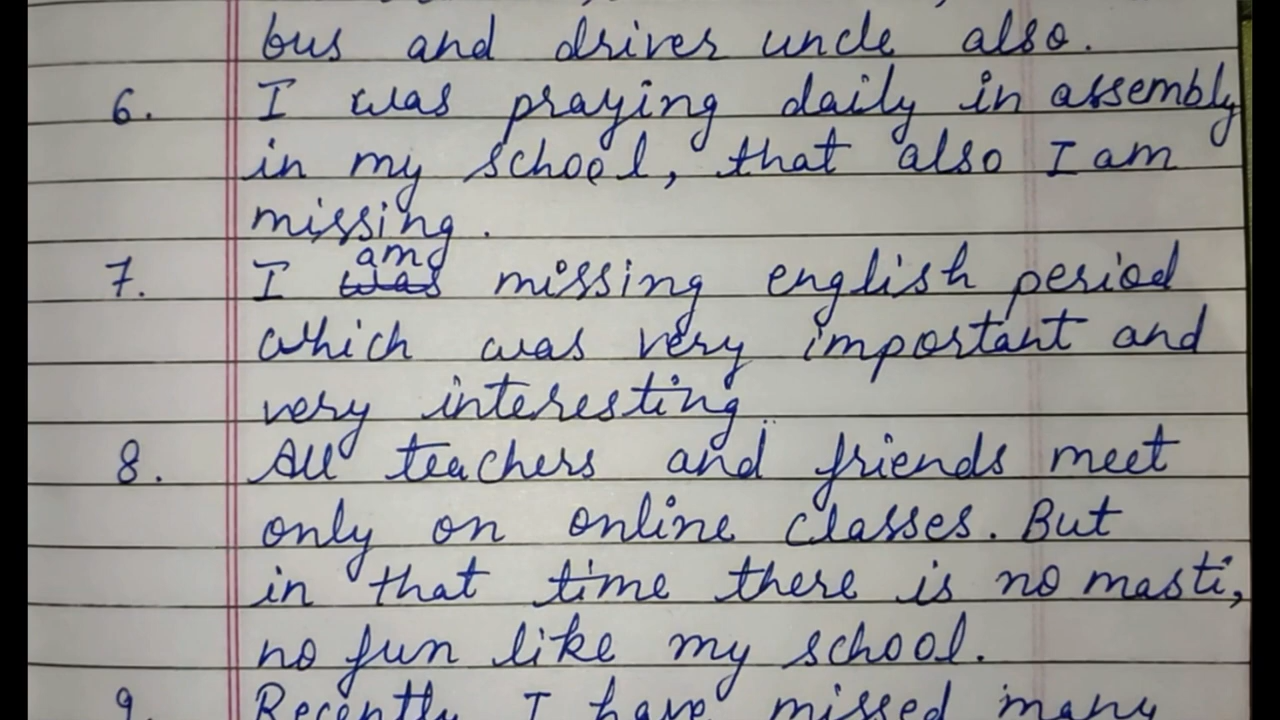 bus and driver uncle also.
6. I was praying daily in assembly
in my school, that also I am
missing.
am
7. I was missing english period
which was very important and
very interesting.
8. All teachers and friends meet
only on online classes. But
in that time there is no masti,
no fun like my school.
9. Recently I have missed many